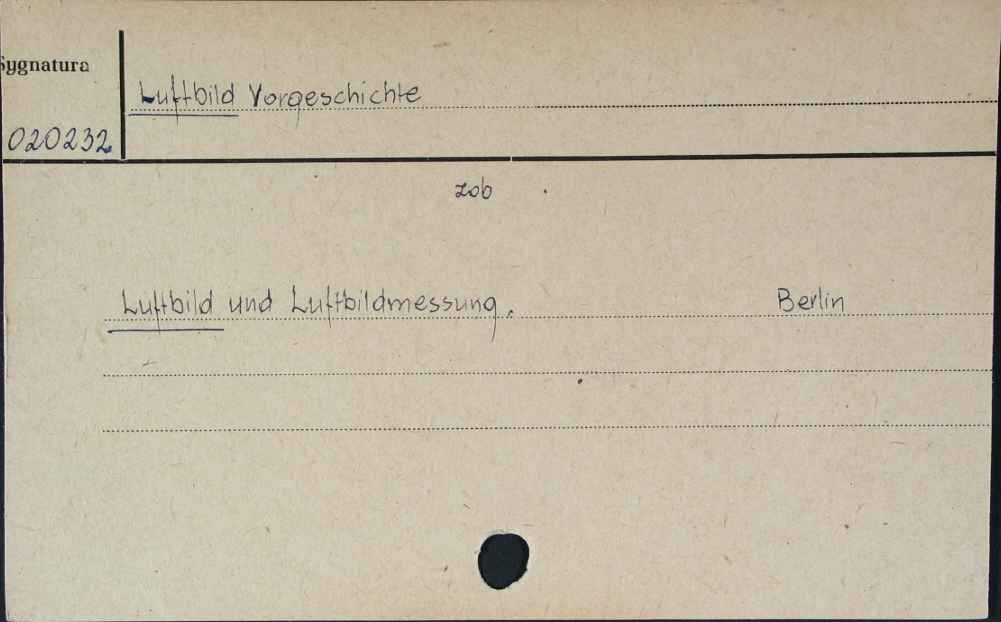 Sygnatura
Luftbild Vorgeschichte
020232
zob
Luftbild und Luftbildmessung. Berlin